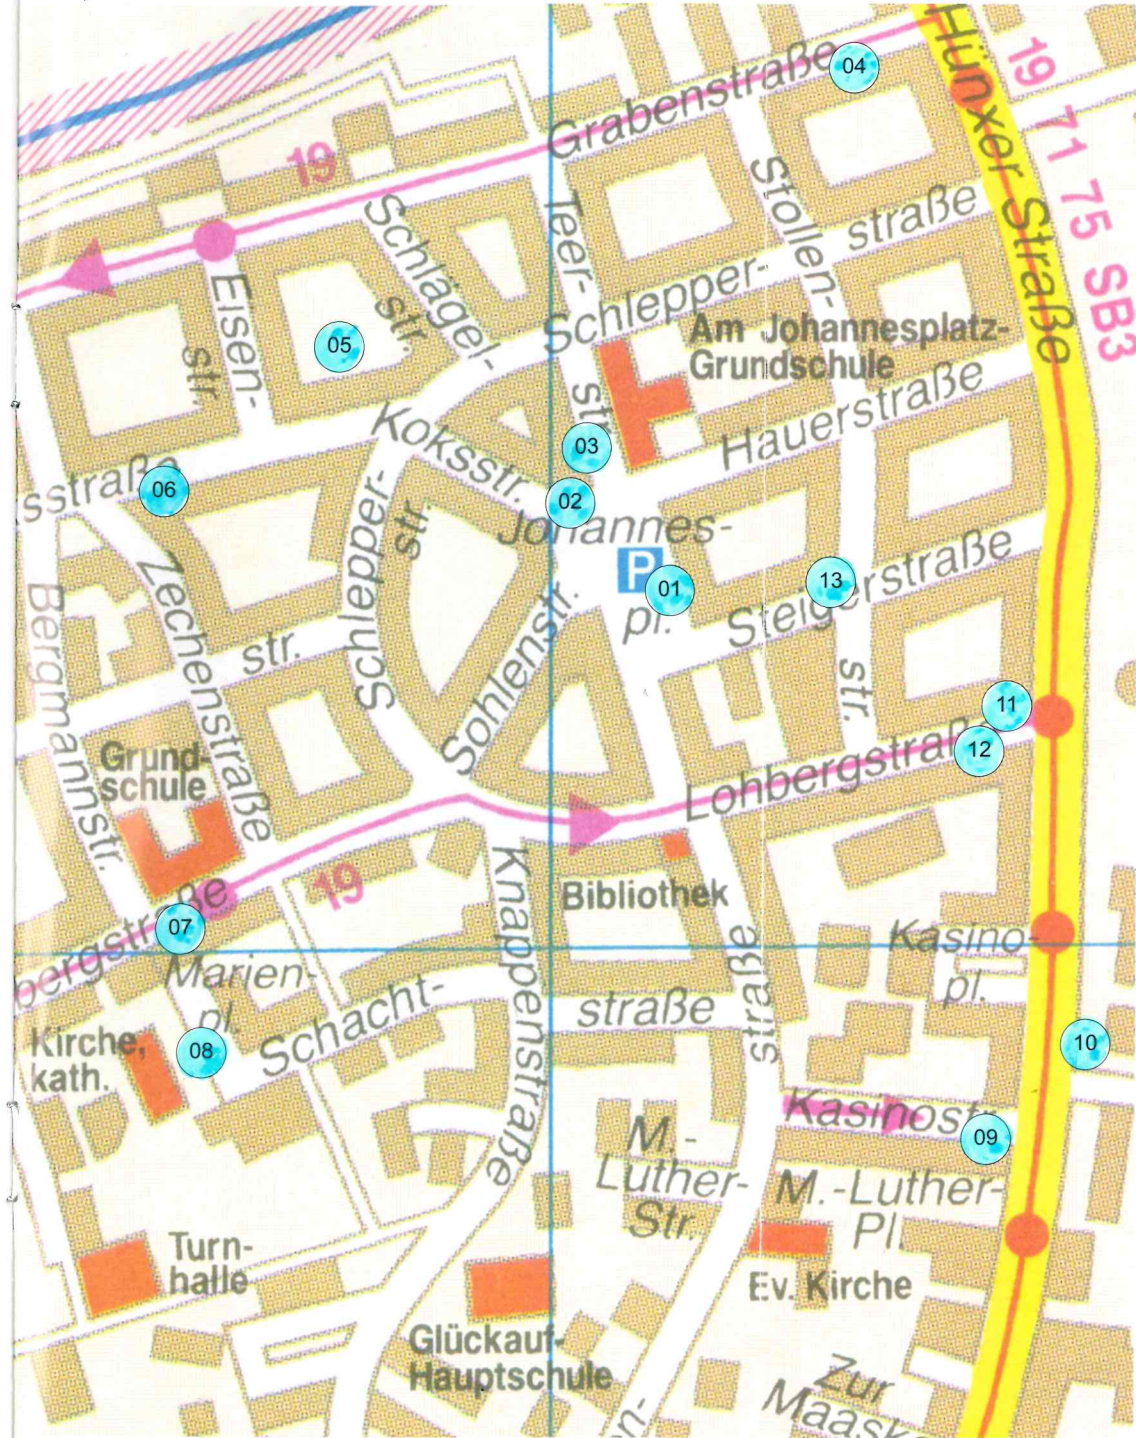 Hünxer Straße
19 71 75 SB3
04
Grabenstraße
19
Stollen-
straße
Teer-
Schlägel-
str.
Schlepper-
Eisen-
str.
05
Am Johannesplatz-
Grundschule
str.
Hauerstraße
Koksstr.
03
06
02
Johannes-
P
01
pl.
13
Steigerstraße
Schlepper-
str.
Zechenstraße
Bergmannstr.
str.
Sohlenstr.
str.
11
12
Lohbergstraße
Grund-
schule
19
Bibliothek
Knappenstraße
07
Marien-
pl.
Kasino-
pl.
straße
Schacht-
straße
Kirche,
kath.
08
10
Kasinostr.
09
M.-
Luther-
Str.
M.-Luther-
Pl.
Turn-
halle
Ev. Kirche
Glückauf-
Hauptschule
Zur